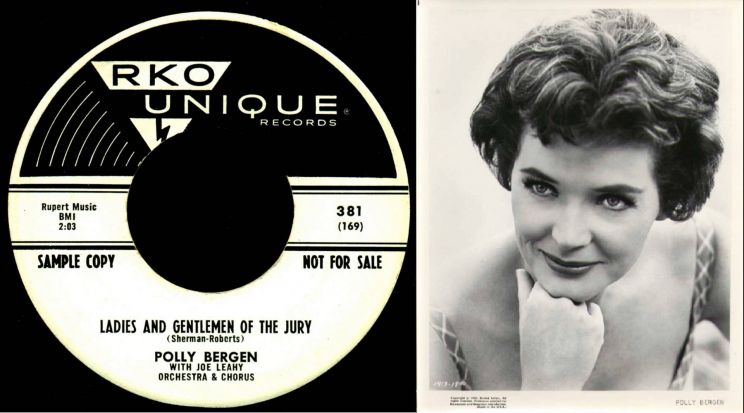 RKO
UNIQUE®
RECORDS
Rupert Music
BMI
2:03
381
(169)
SAMPLE COPY
NOT FOR SALE
LADIES AND GENTLEMEN OF THE JURY
(Sherman-Roberts)
POLLY BERGEN
WITH JOE LEAHY
ORCHESTRA & CHORUS
POLLY BERGEN